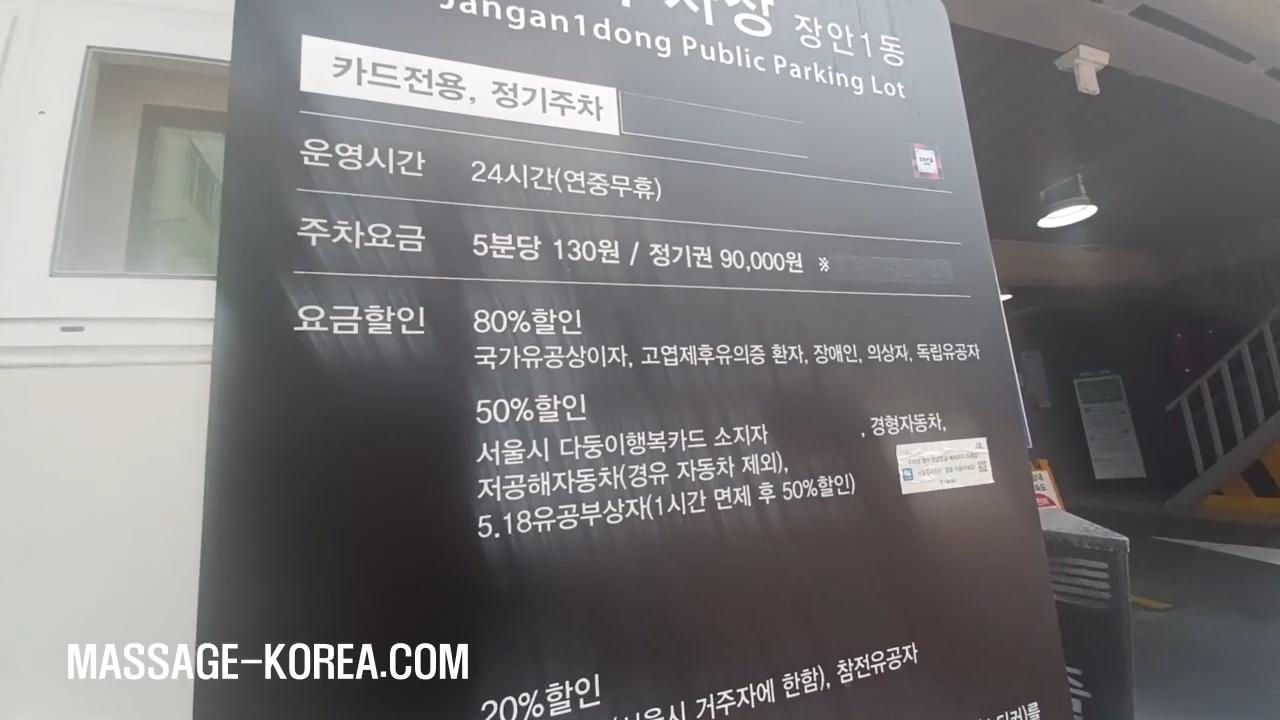 장안1동
Jangan1dong Public Parking Lot
카드전용, 정기주차
운영시간 24시간(연중무휴)
주차요금 5분당 130원 / 정기권 90,000원 ※
요금할인 80%할인
국가유공상이자, 고엽제후유의증 환자, 장애인, 의상자, 독립유공자
50%할인
서울시 다둥이행복카드 소지자 , 경형자동차,
저공해자동차(경유 자동차 제외),
5.18유공부상자(1시간 면제 후 50%할인)
20%할인
거주자에 한함), 참전유공자
MASSAGE-KOREA.COM